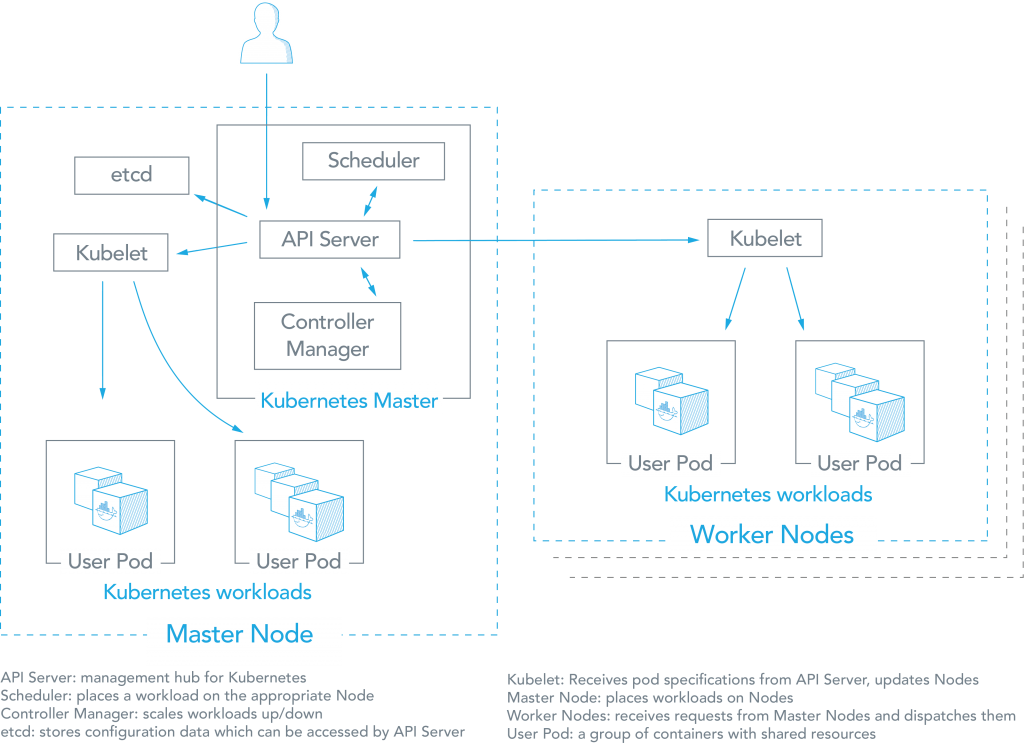 etcd
Scheduler
Kubelet
API Server
Controller
Manager
Kubernetes Master
User Pod
User Pod
Kubernetes workloads
Master Node
Kubelet
User Pod
User Pod
Kubernetes workloads
Worker Nodes
API Server: management hub for Kubernetes
Scheduler: places a workload on the appropriate Node
Controller Manager: scales workloads up/down
etcd: stores configuration data which can be accessed by API Server
Kubelet: Receives pod specifications from API Server, updates Nodes
Master Node: places workloads on Nodes
Worker Nodes: receives requests from Master Nodes and dispatches them
User Pod: a group of containers with shared resources